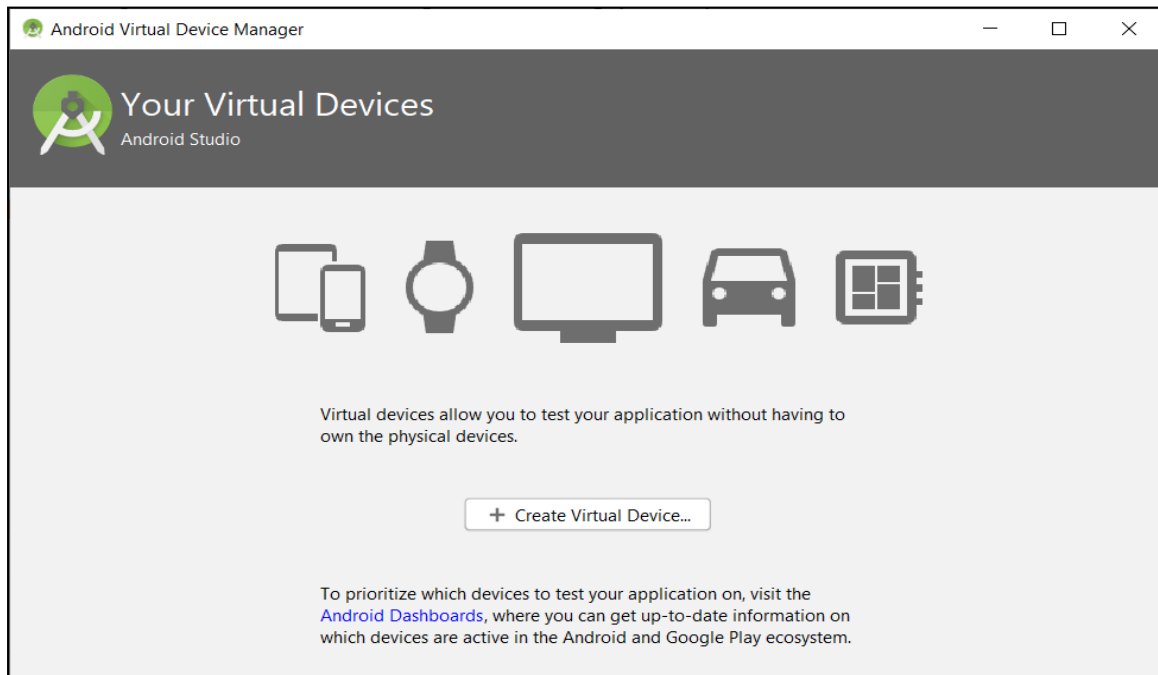 Android Virtual Device Manager
Your Virtual Devices
Android Studio
Virtual devices allow you to test your application without having to
own the physical devices.
+ Create Virtual Device...
To prioritize which devices to test your application on, visit the
Android Dashboards, where you can get up-to-date information on
which devices are active in the Android and Google Play ecosystem.